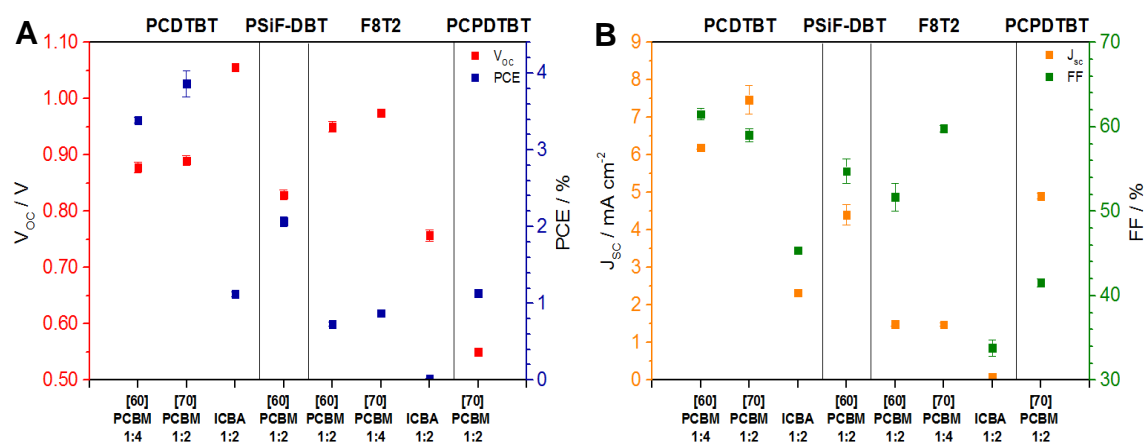 A
PCDTBT PSiF-DBT F8T2 PCPDTBT
1.10
1.00
0.90
0.80
0.70
0.60
0.50
V_OC / V
V_OC
PCE
4
3
2
1
0
PCE / %
[60] [70] [60] [60] [70] [70]
PCBM PCBM ICBA PCBM PCBM PCBM ICBA PCBM
1:4 1:2 1:2 1:2 1:2 1:4 1:2 1:2
B
PCDTBT PSiF-DBT F8T2 PCPDTBT
9
8
7
6
5
4
3
2
1
0
J_SC / mA cm⁻²
J_sc
FF
70
60
50
40
30
FF / %
[60] [70] [60] [60] [70] [70]
PCBM PCBM ICBA PCBM PCBM PCBM ICBA PCBM
1:4 1:2 1:2 1:2 1:2 1:4 1:2 1:2